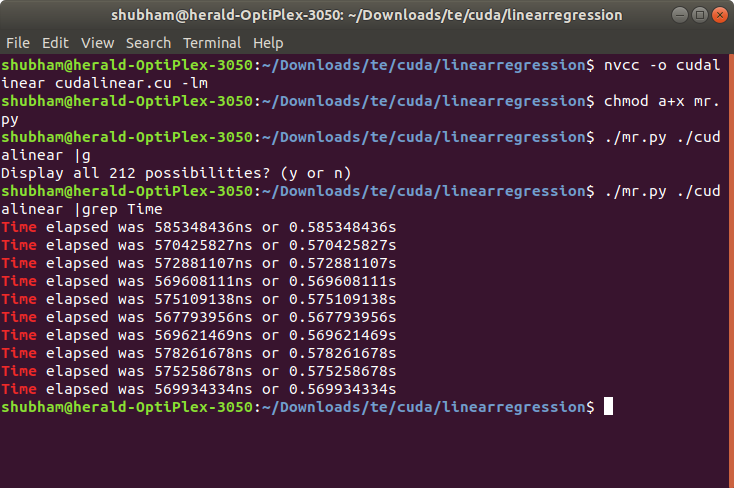 shubham@herald-OptiPlex-3050: ~/Downloads/te/cuda/linearregression
File Edit View Search Terminal Help
shubham@herald-OptiPlex-3050:~/Downloads/te/cuda/linearregression$ nvcc -o cudal
inear cudalinear.cu -lm
shubham@herald-OptiPlex-3050:~/Downloads/te/cuda/linearregression$ chmod a+x mr.
py
shubham@herald-OptiPlex-3050:~/Downloads/te/cuda/linearregression$ ./mr.py ./cud
alinear |g
Display all 212 possibilities? (y or n)
shubham@herald-OptiPlex-3050:~/Downloads/te/cuda/linearregression$ ./mr.py ./cud
alinear |grep Time
Time elapsed was 585348436ns or 0.585348436s
Time elapsed was 570425827ns or 0.570425827s
Time elapsed was 572881107ns or 0.572881107s
Time elapsed was 569608111ns or 0.569608111s
Time elapsed was 575109138ns or 0.575109138s
Time elapsed was 567793956ns or 0.567793956s
Time elapsed was 569621469ns or 0.569621469s
Time elapsed was 578261678ns or 0.578261678s
Time elapsed was 575258678ns or 0.575258678s
Time elapsed was 569934334ns or 0.569934334s
shubham@herald-OptiPlex-3050:~/Downloads/te/cuda/linearregression$